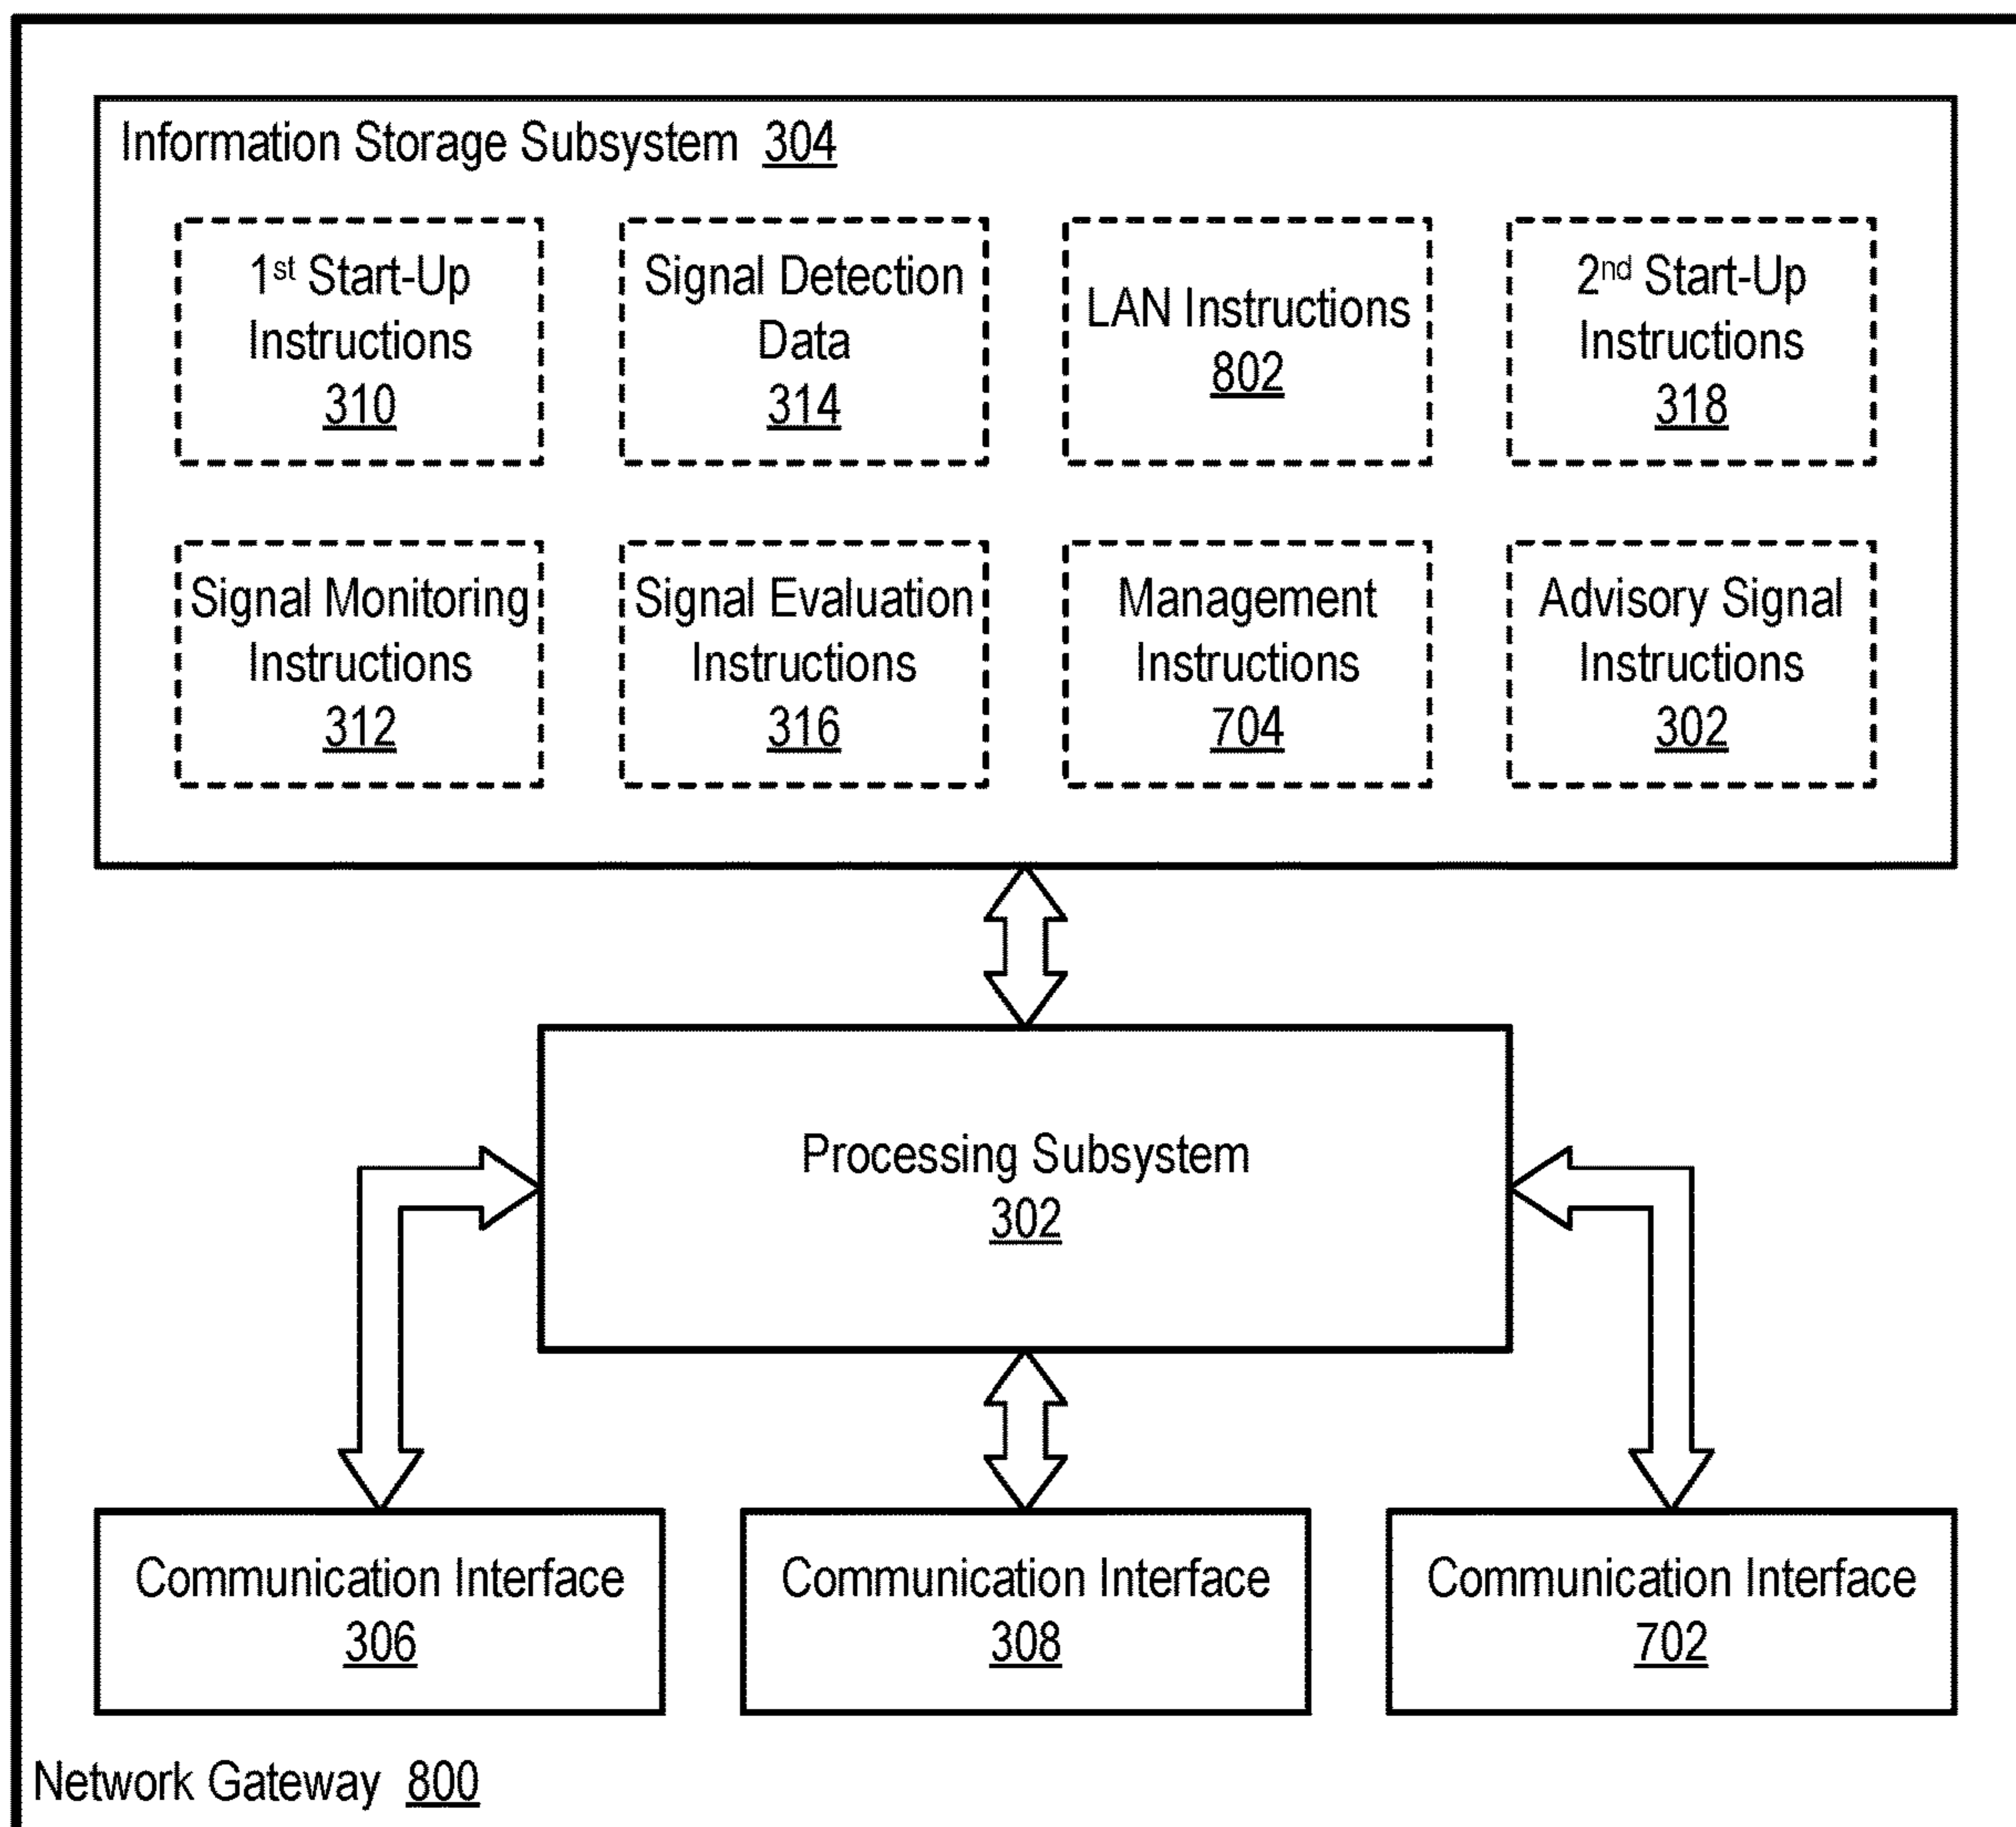 Information Storage Subsystem 304
1st Start-Up
Instructions
310
Signal Detection
Data
314
LAN Instructions
802
2nd Start-Up
Instructions
318
Signal Monitoring
Instructions
312
Signal Evaluation
Instructions
316
Management
Instructions
704
Advisory Signal
Instructions
302
Processing Subsystem
302
Communication Interface
306
Communication Interface
308
Communication Interface
702
Network Gateway 800